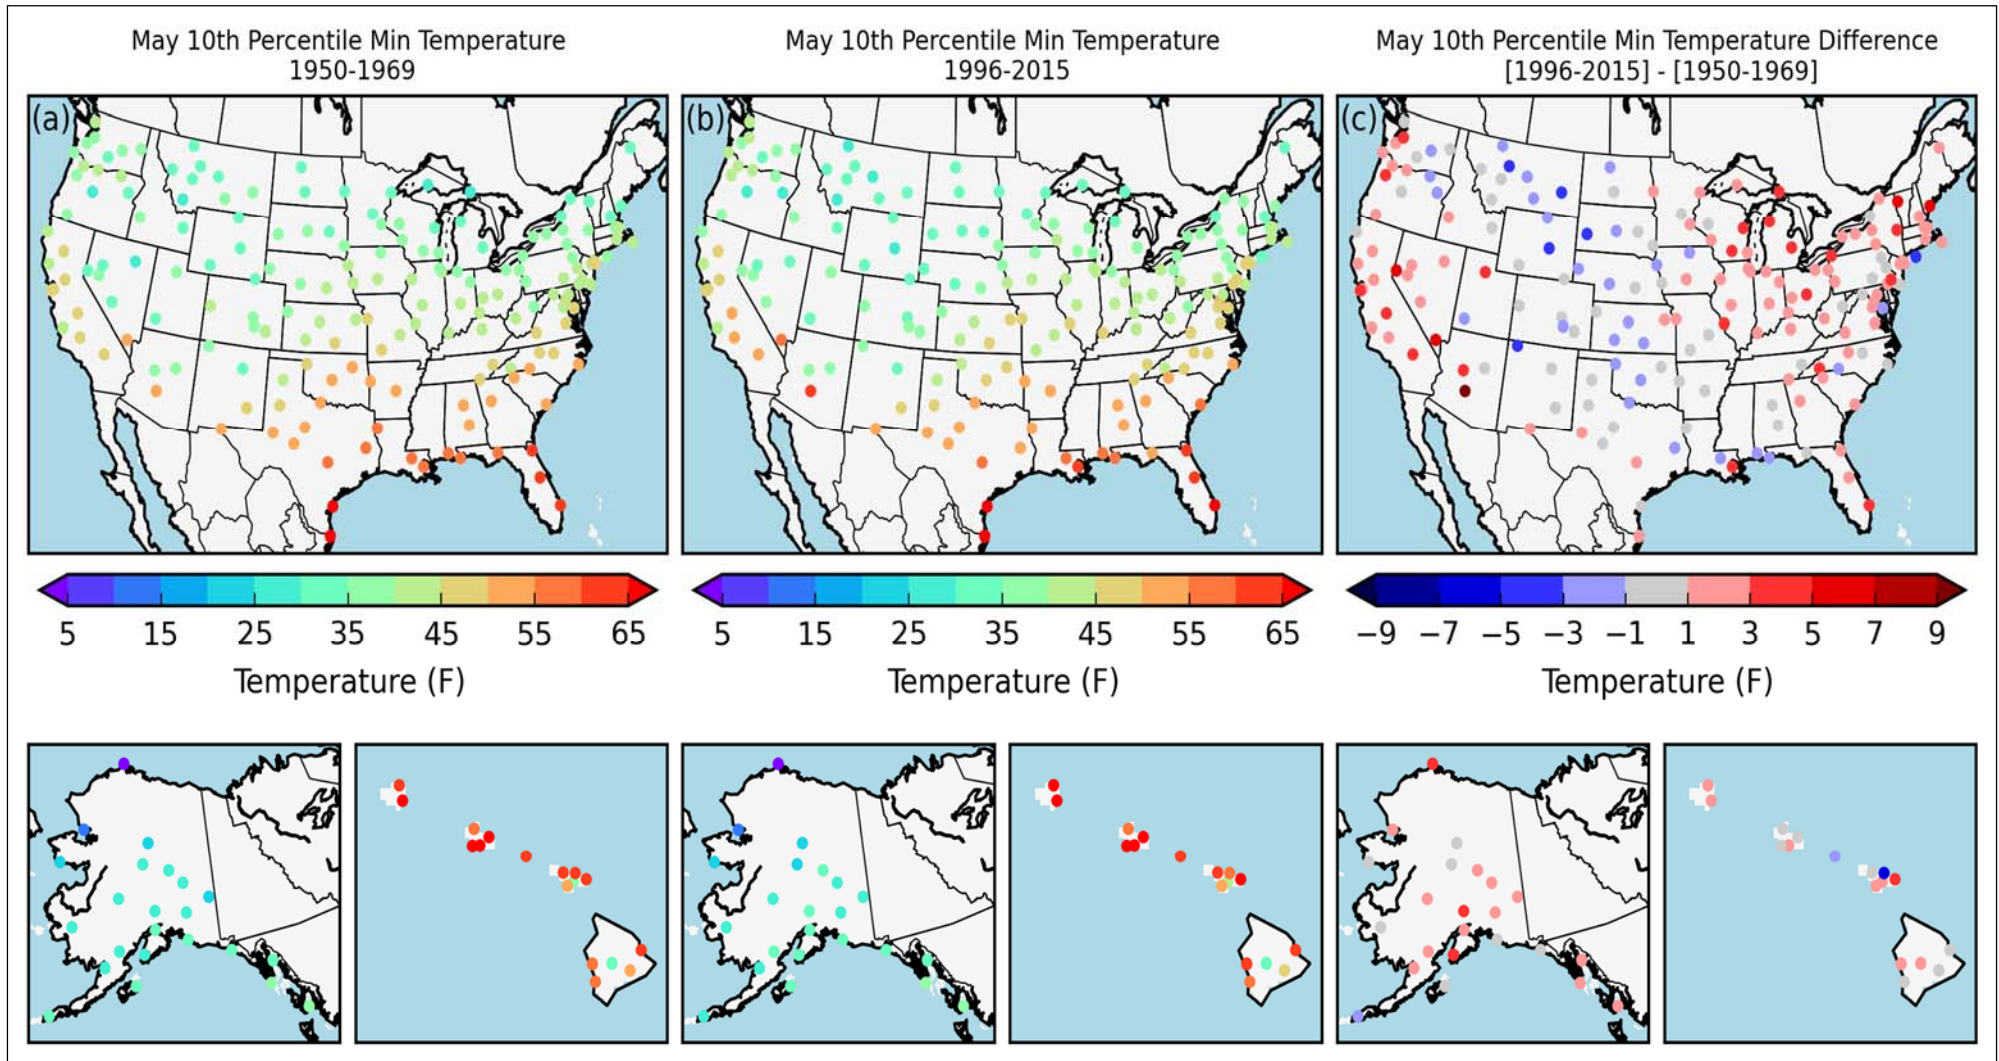 May 10th Percentile Min Temperature
1950-1969
May 10th Percentile Min Temperature
1996-2015
May 10th Percentile Min Temperature Difference
[1996-2015] - [1950-1969]
(a)
(b)
(c)
5 15 25 35 45 55 65
Temperature (F)
5 15 25 35 45 55 65
Temperature (F)
−9 −7 −5 −3 −1 1 3 5 7 9
Temperature (F)